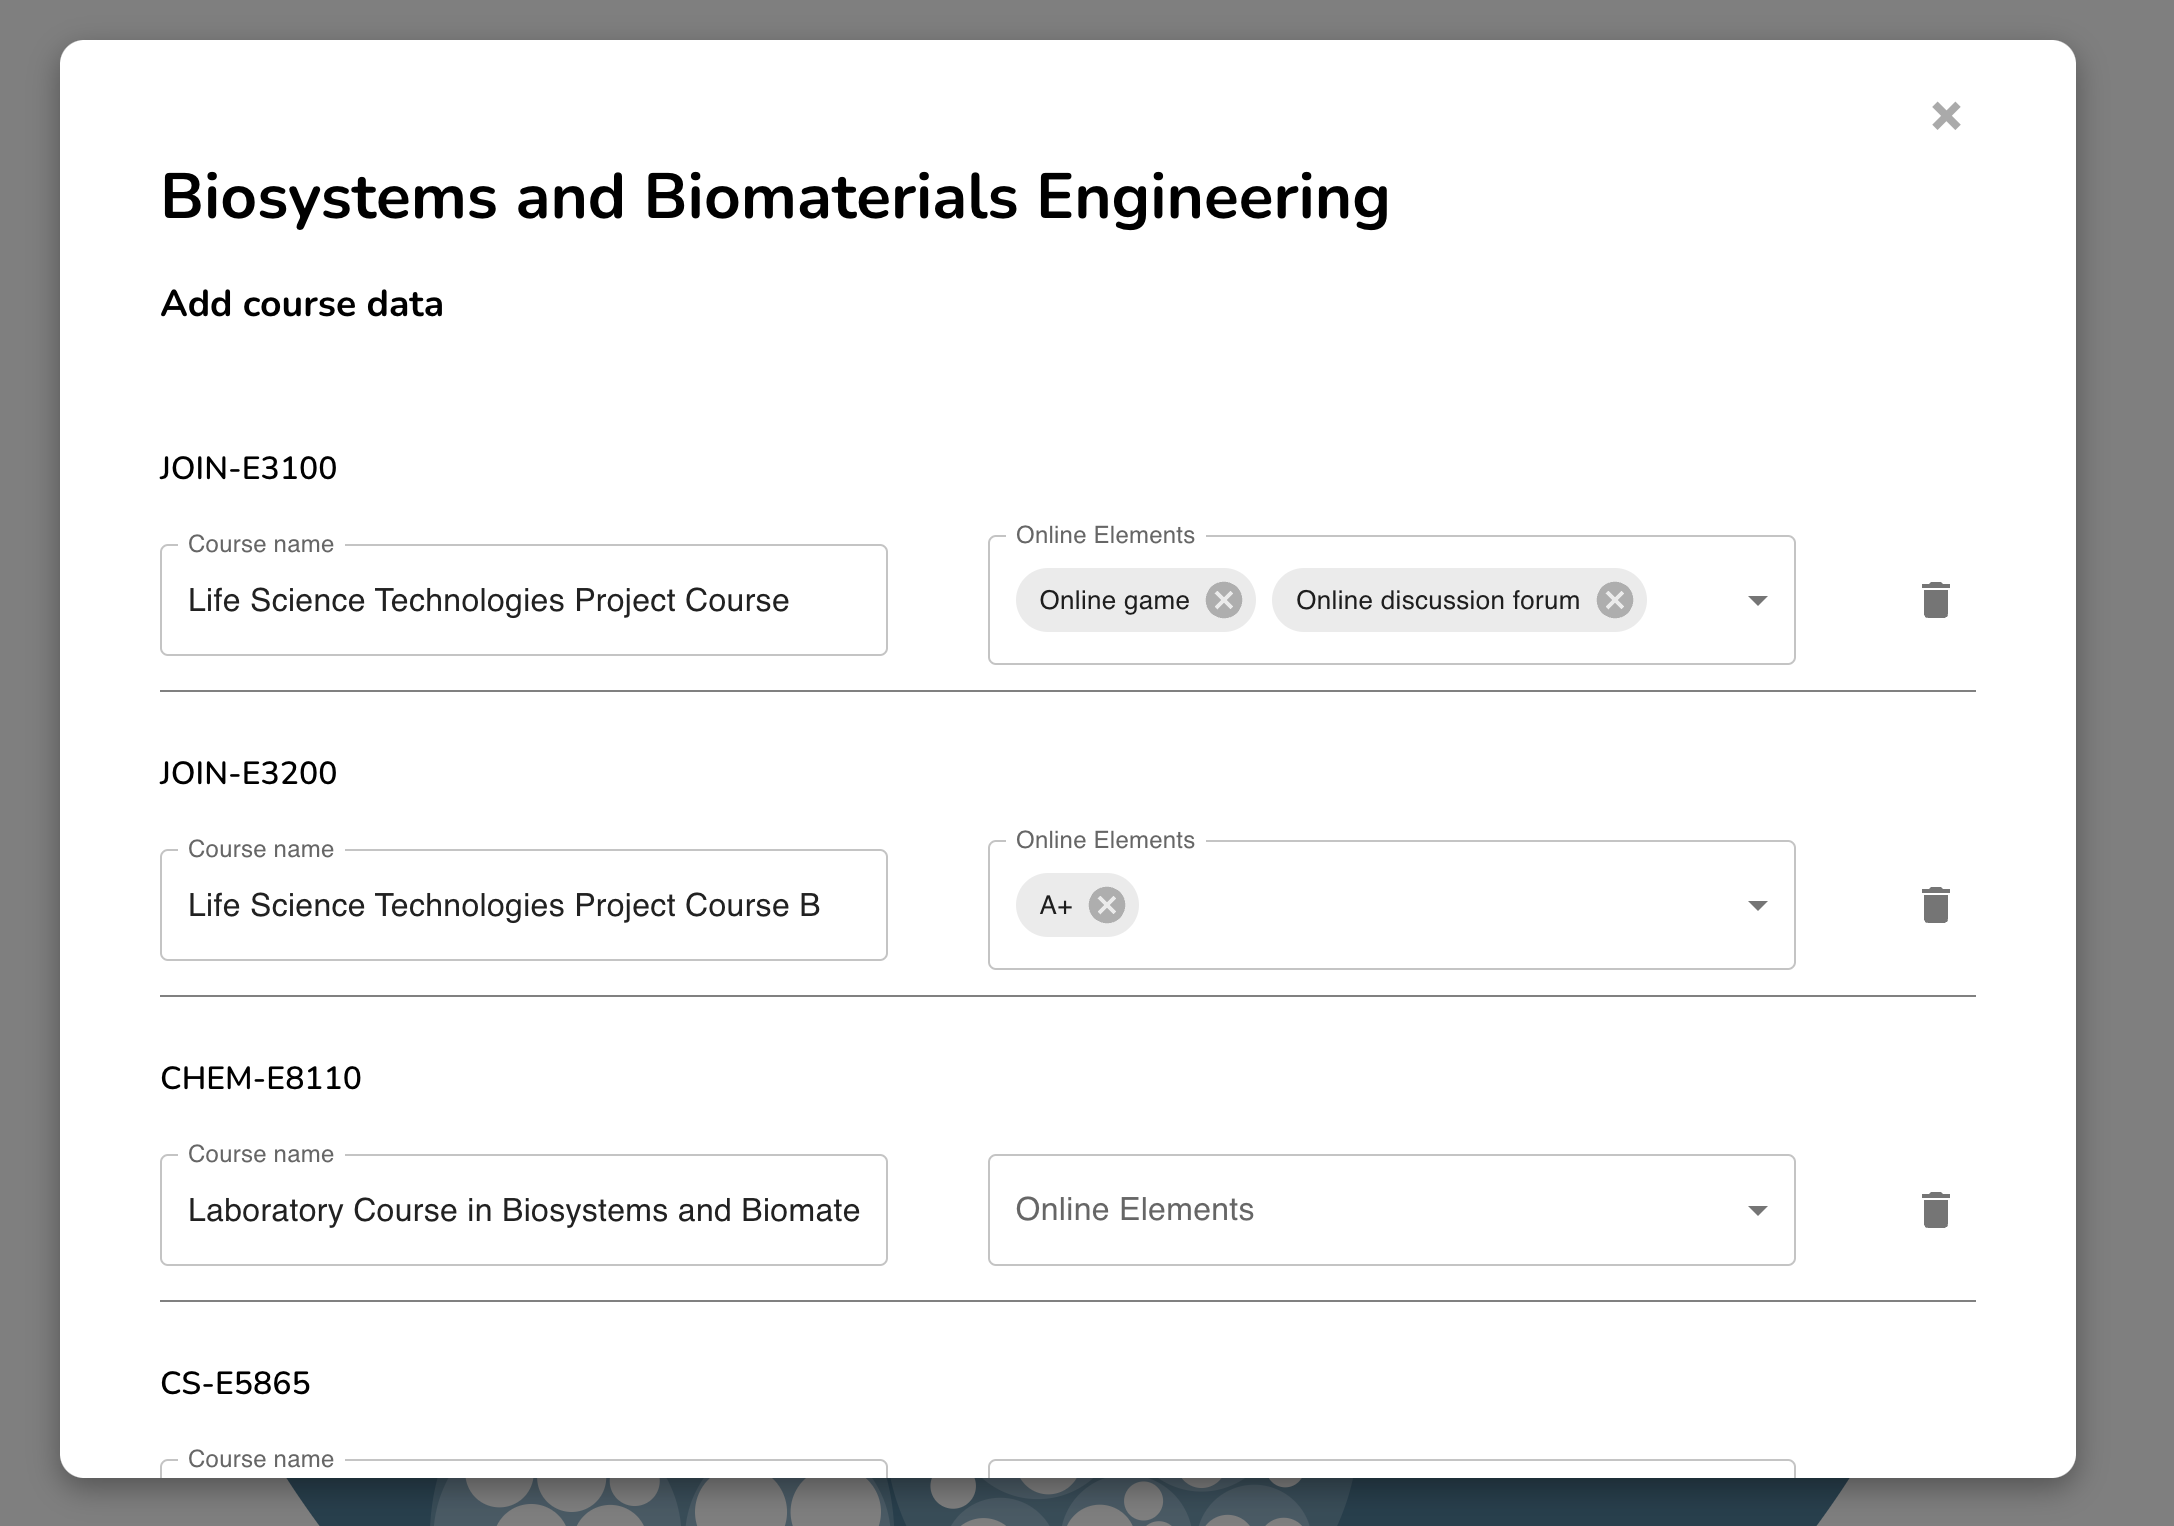 Biosystems and Biomaterials Engineering
Add course data
JOIN-E3100
Course name
Life Science Technologies Project Course
Online Elements
Online game
Online discussion forum
JOIN-E3200
Course name
Life Science Technologies Project Course B
Online Elements
A+
CHEM-E8110
Course name
Laboratory Course in Biosystems and Biomate
Online Elements
CS-E5865
Course name